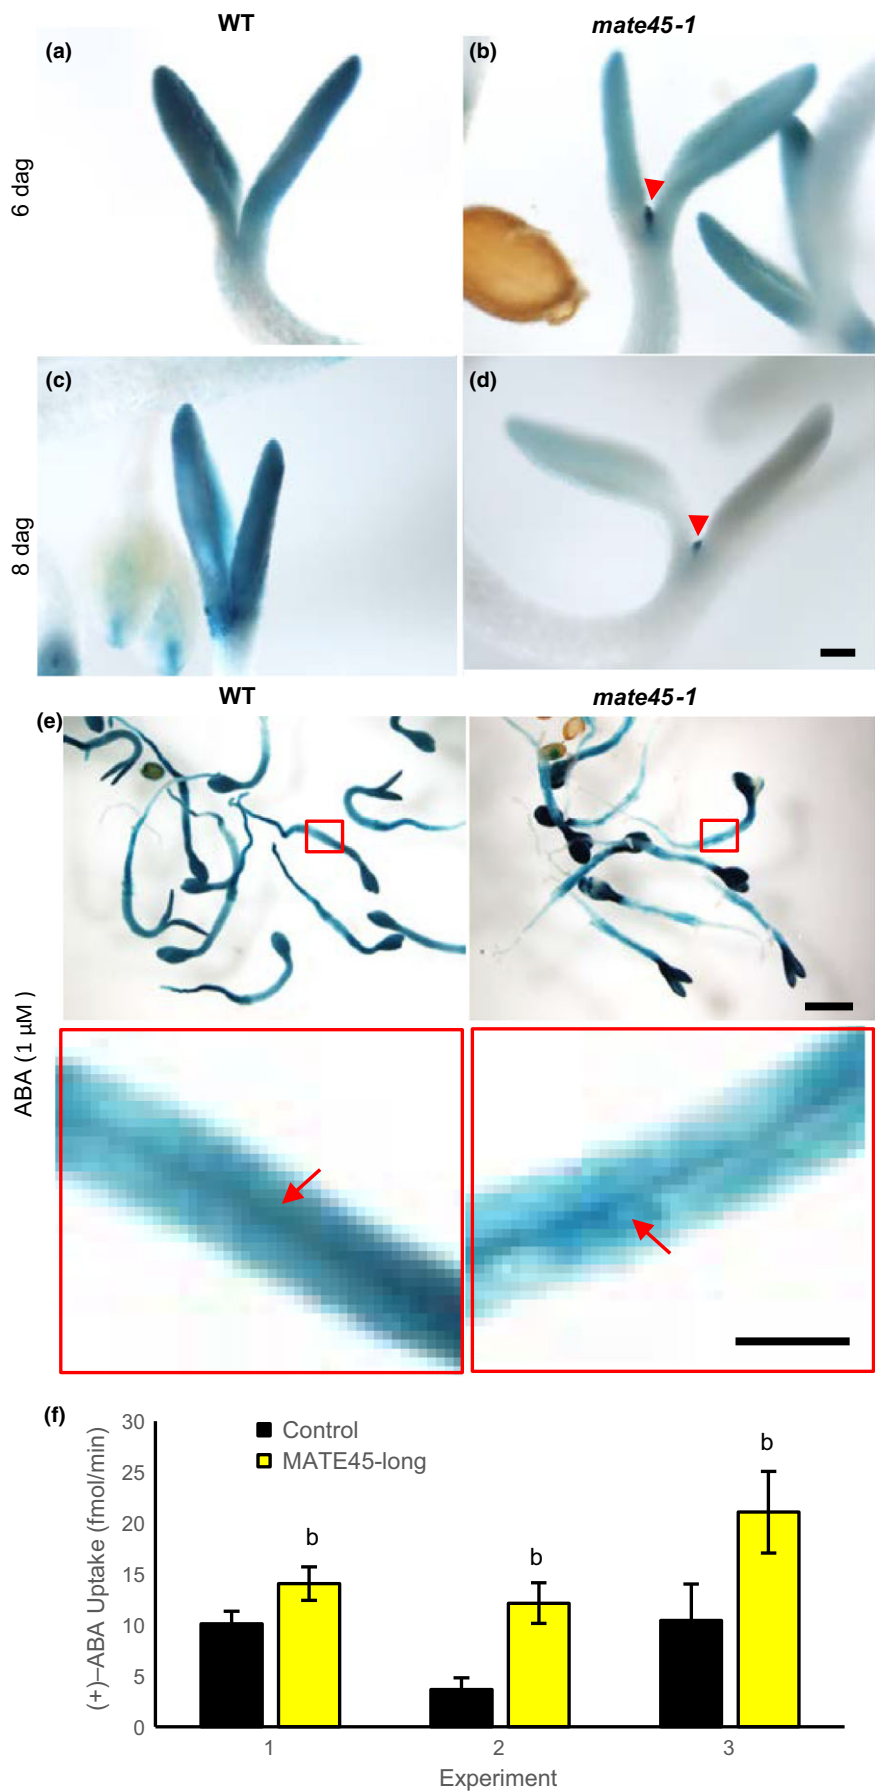 WT
mate45-1
(a)
(b)
6 dag
(c)
(d)
8 dag
WT
mate45-1
(e)
ABA (1 µM )
(f)
30
25
20
15
10
5
0
Control
MATE45-long
b
b
b
(+)–ABA Uptake (fmol/min)
1
2
3
Experiment